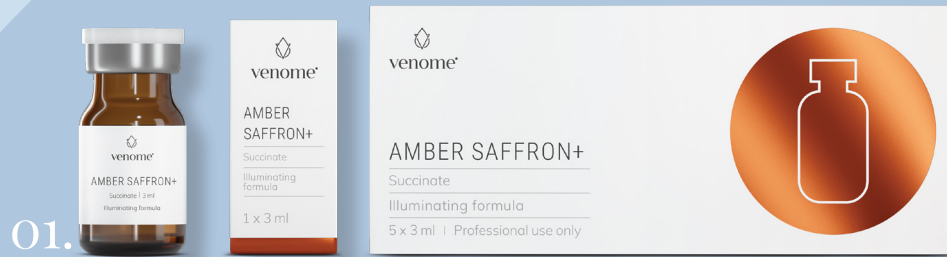 venome
AMBER SAFFRON+
Succinate | 3 ml
Illuminating formula
01.
venome
AMBER
SAFFRON+
Succinate
Illuminating
formula
1 x 3 ml
venome
AMBER SAFFRON+
Succinate
Illuminating formula
5 x 3 ml | Professional use only